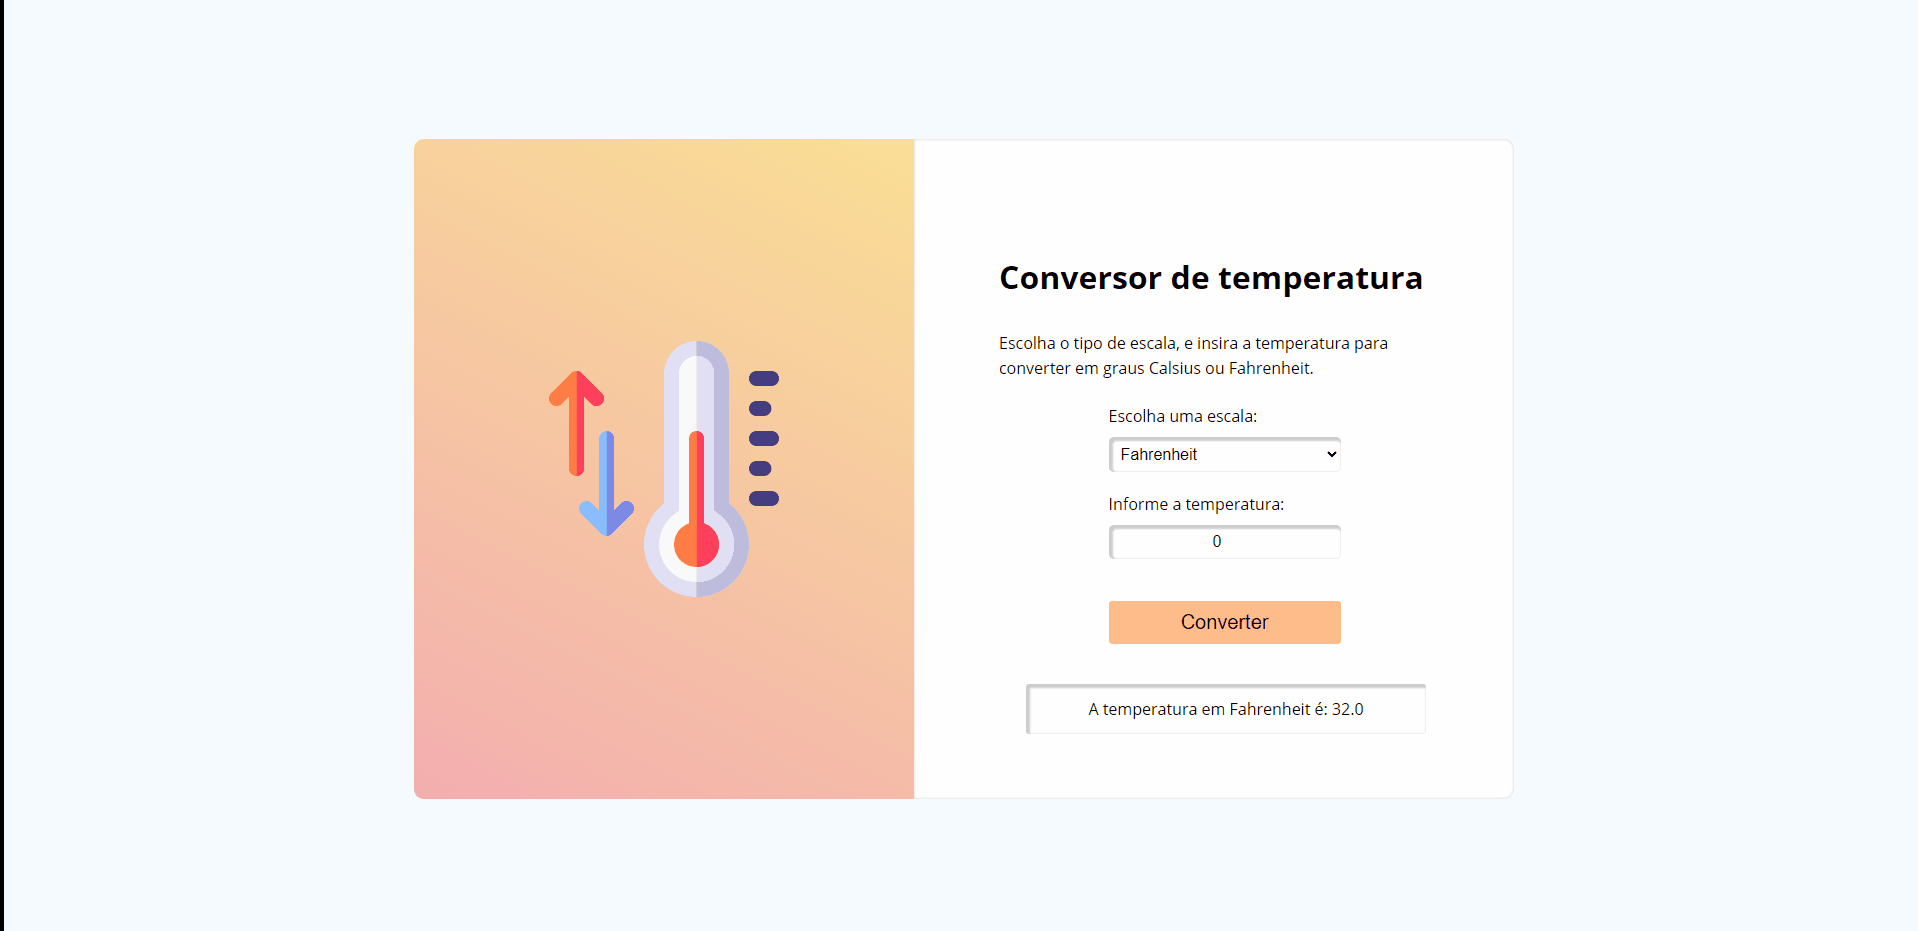 Conversor de temperatura
Escolha o tipo de escala, e insira a temperatura para
converter em graus Calsius ou Fahrenheit.
Escolha uma escala:
Fahrenheit
Informe a temperatura:
0
Converter
A temperatura em Fahrenheit é: 32.0